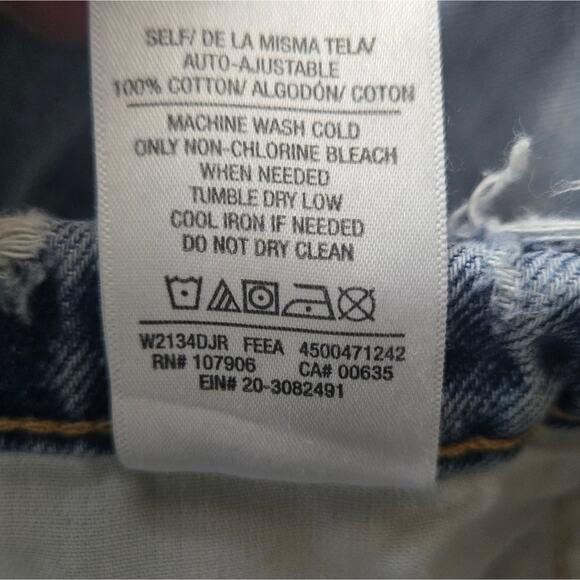 SELF/ DE LA MISMA TELA/
AUTO-AJUSTABLE
100% COTTON/ ALGODÓN/ COTON
MACHINE WASH COLD
ONLY NON-CHLORINE BLEACH
WHEN NEEDED
TUMBLE DRY LOW
COOL IRON IF NEEDED
DO NOT DRY CLEAN
W2134DJR FEEA 4500471242
RN# 107906 CA# 00635
EIN# 20-3082491